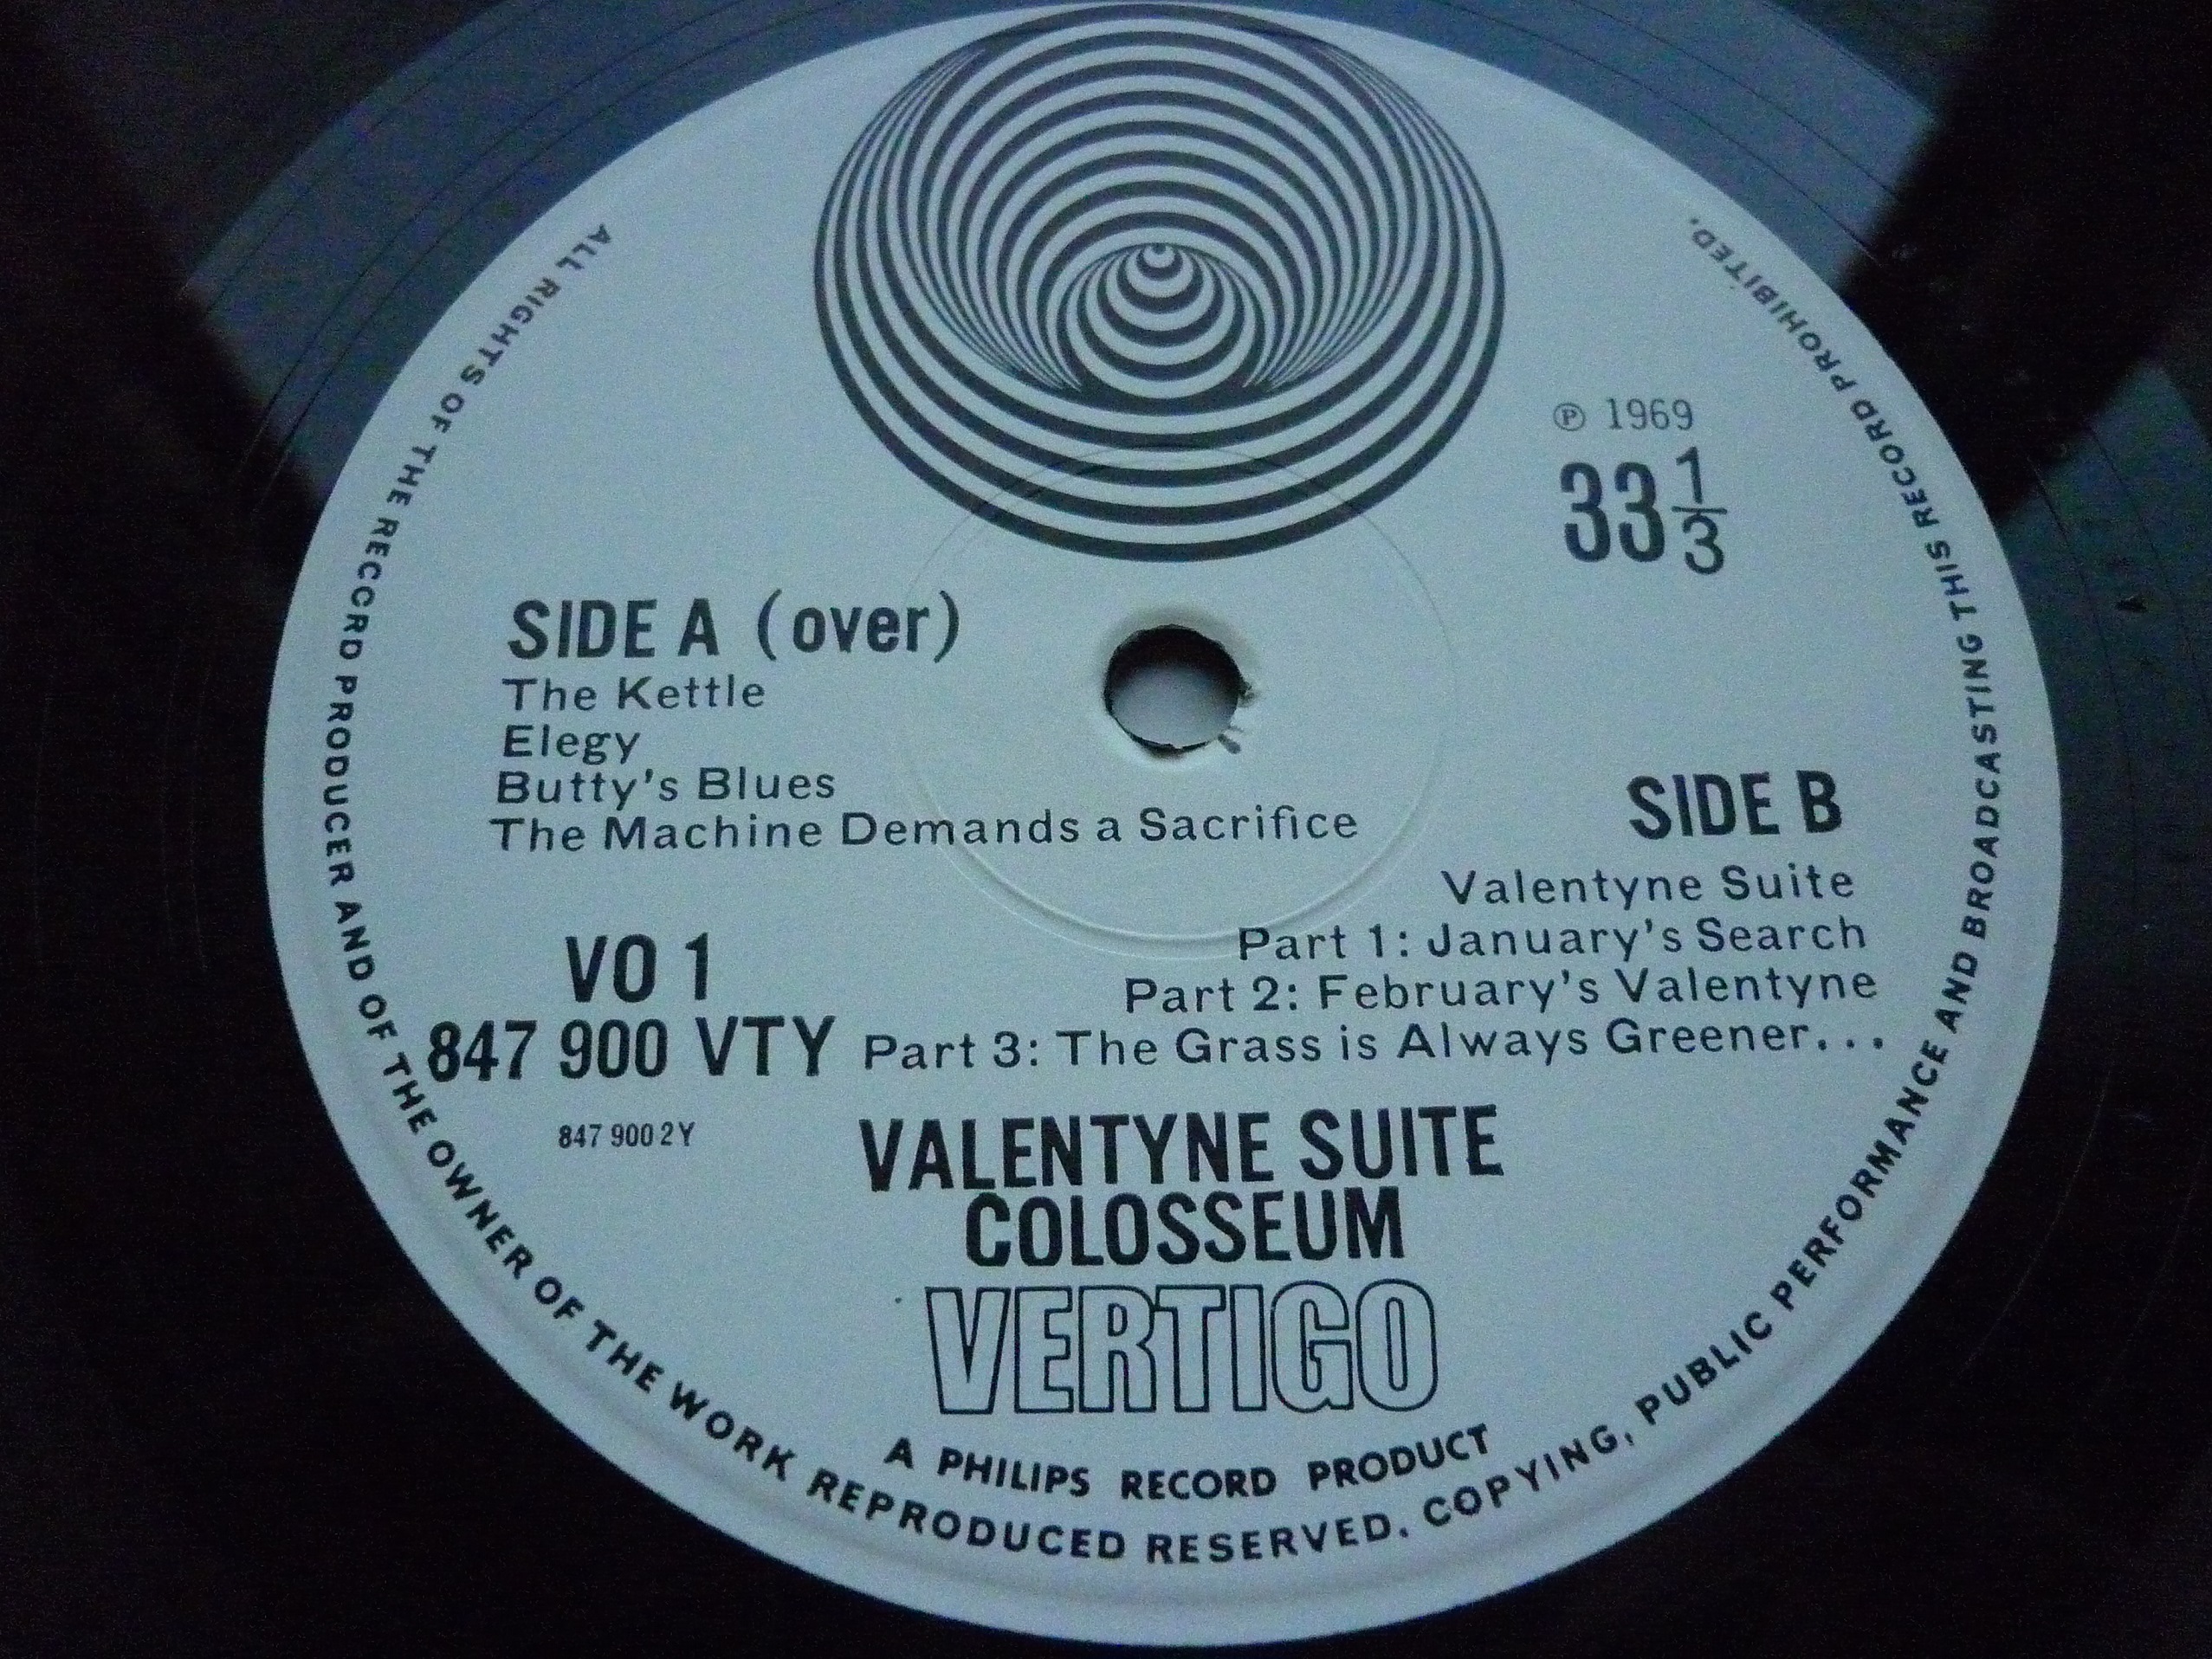 ℗ 1969
33 1/3
SIDE A (over)
The Kettle
Elegy
Butty's Blues
The Machine Demands a Sacrifice
SIDE B
Valentyne Suite
Part 1: January's Search
Part 2: February's Valentyne
Part 3: The Grass is Always Greener...
VO 1
847 900 VTY
847 900 2Y
VALENTYNE SUITE
COLOSSEUM
VERTIGO
A PHILIPS RECORD PRODUCT
ALL RIGHTS OF THE RECORD PRODUCER AND OF THE OWNER OF THE WORK REPRODUCED RESERVED. COPYING, PUBLIC PERFORMANCE AND BROADCASTING THIS RECORD PROHIBITED.